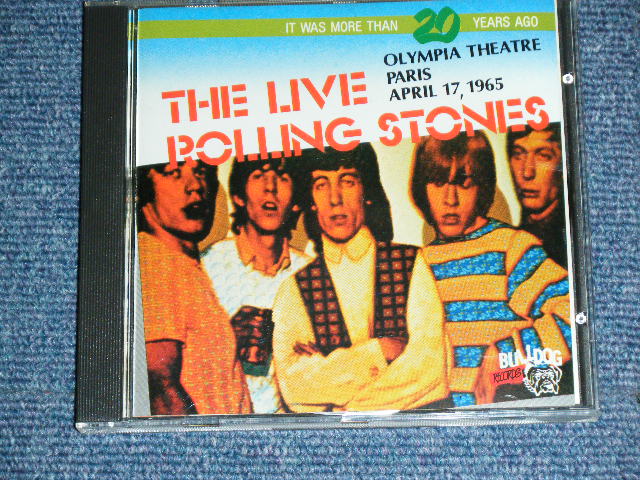 IT WAS MORE THAN 20 YEARS AGO
OLYMPIA THEATRE
PARIS
APRIL 17, 1965
THE LIVE
ROLLING STONES
BULLDOG
RECORDS